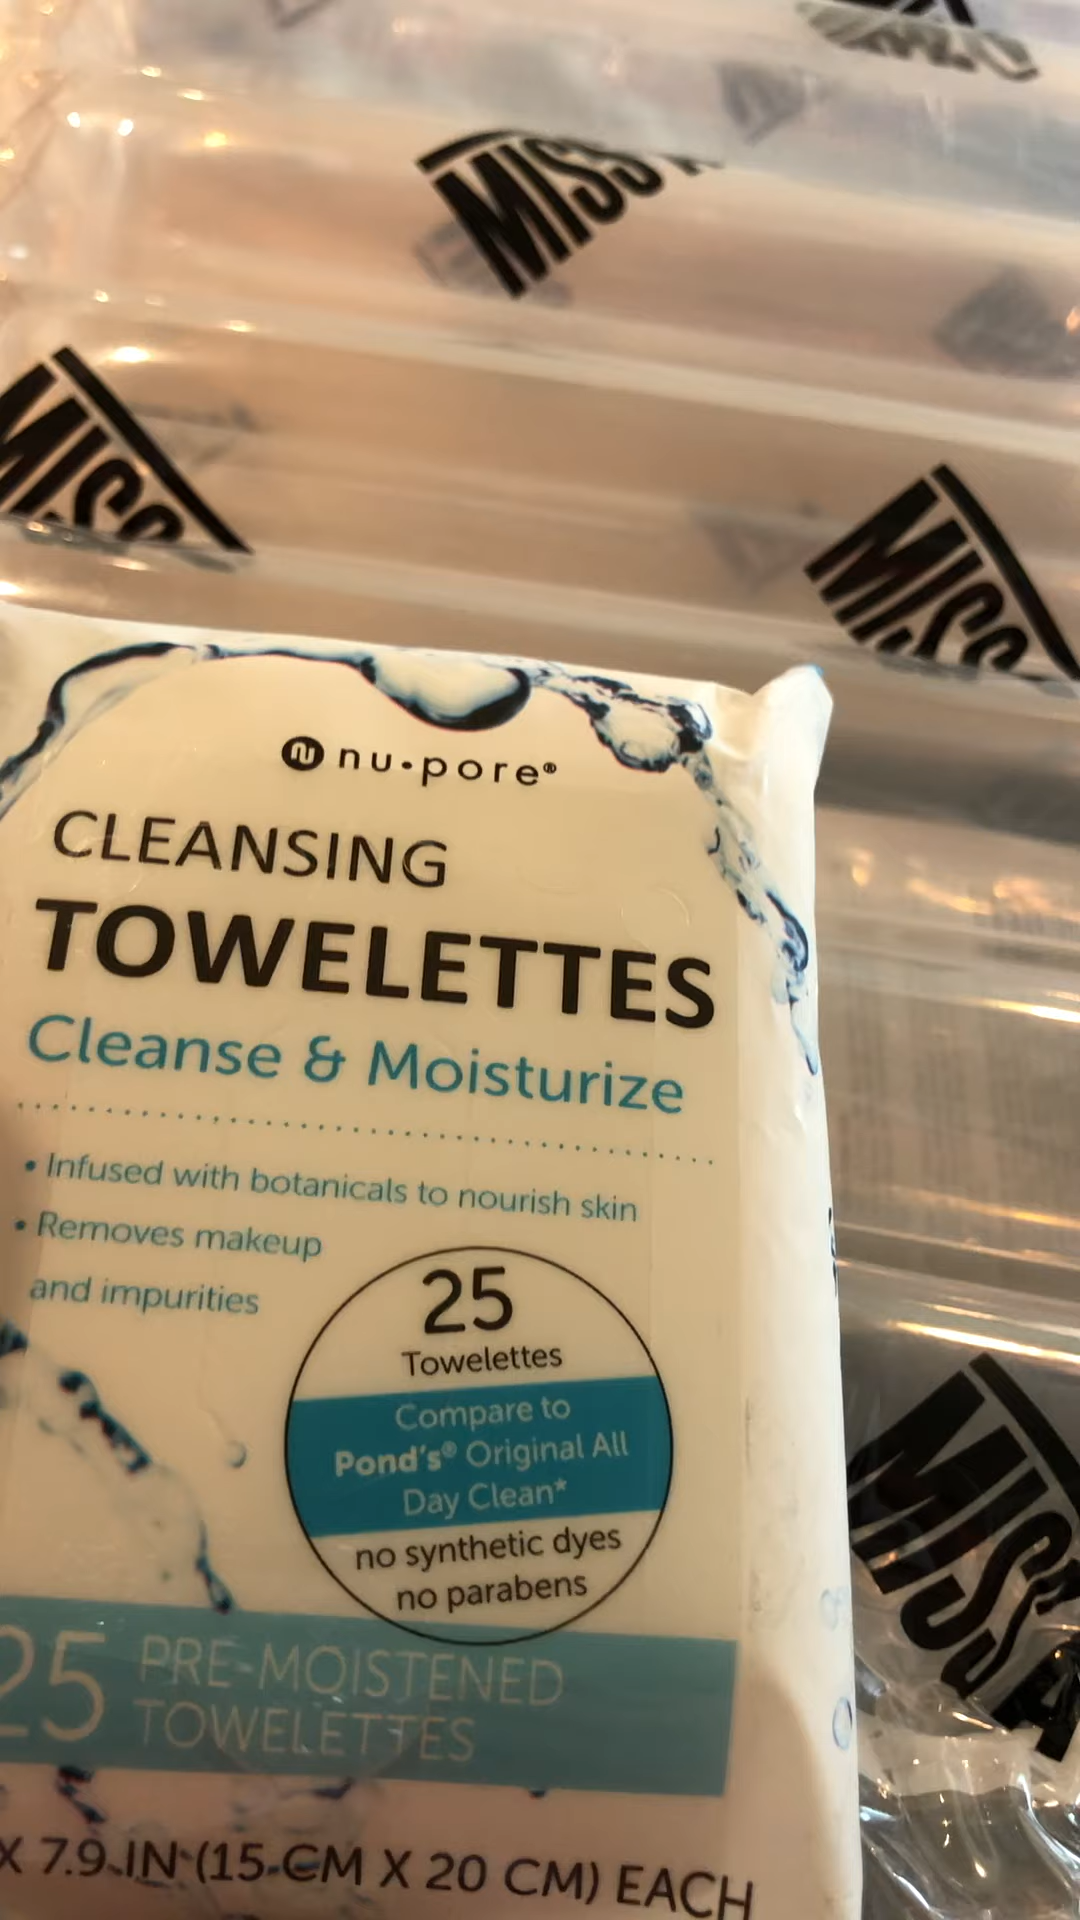 MISS A
MISS
MISS
nu•pore®
CLEANSING
TOWELETTES
Cleanse & Moisturize
• Infused with botanicals to nourish skin
• Removes makeup
and impurities
25
Towelettes
Compare to
Pond's® Original All
Day Clean*
no synthetic dyes
no parabens
25 PRE-MOISTENED
TOWELETTES
X 7.9 IN (15 CM X 20 CM) EACH
MISS A